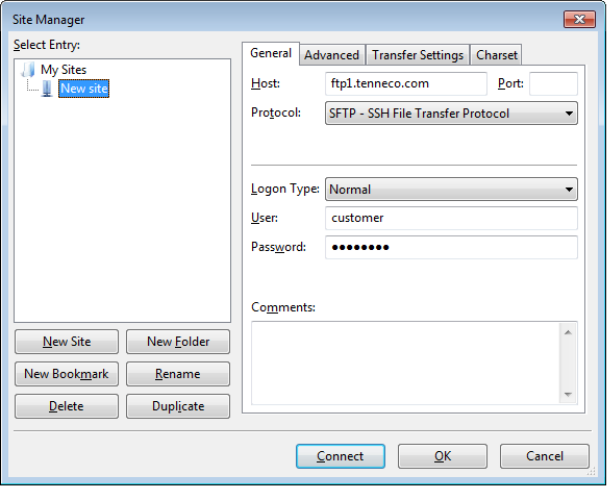 Site Manager
Select Entry:
My Sites
New site
New Site
New Folder
New Bookmark
Rename
Delete
Duplicate
General
Advanced
Transfer Settings
Charset
Host:
ftp1.tenneco.com
Port:
Protocol:
SFTP - SSH File Transfer Protocol
Logon Type:
Normal
User:
customer
Password:
●●●●●●●●
Comments:
Connect
OK
Cancel